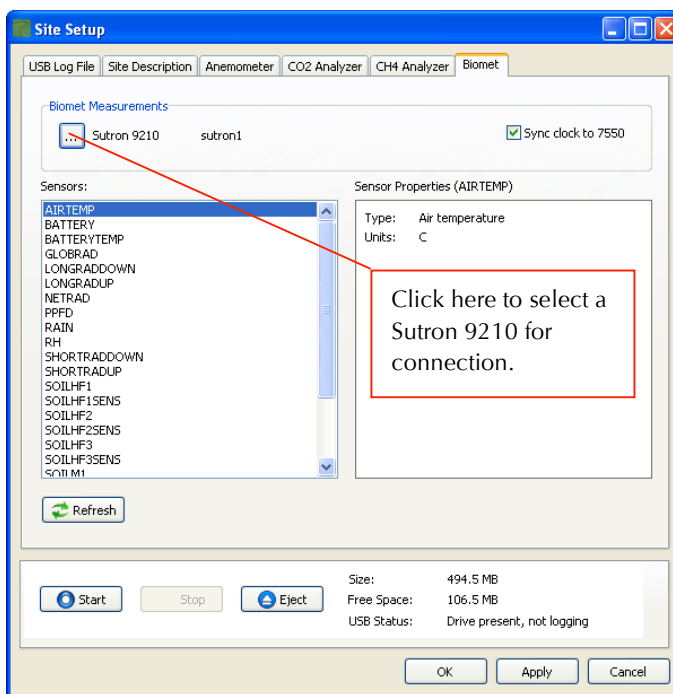 Site Setup
USB Log File Site Description Anemometer CO2 Analyzer CH4 Analyzer Biomet
Biomet Measurements
... Sutron 9210 sutron1 Sync clock to 7550
Sensors:
AIRTEMP
BATTERY
BATTERYTEMP
GLOBRAD
LONGRADDOWN
LONGRADUP
NETRAD
PPFD
RAIN
RH
SHORTRADDOWN
SHORTRADUP
SOILHF1
SOILHF1SENS
SOILHF2
SOILHF2SENS
SOILHF3
SOILHF3SENS
SOILM1
Sensor Properties (AIRTEMP)
Type: Air temperature
Units: C
Click here to select a
Sutron 9210 for
connection.
Refresh
Start Stop Eject
Size: 494.5 MB
Free Space: 106.5 MB
USB Status: Drive present, not logging
OK Apply Cancel